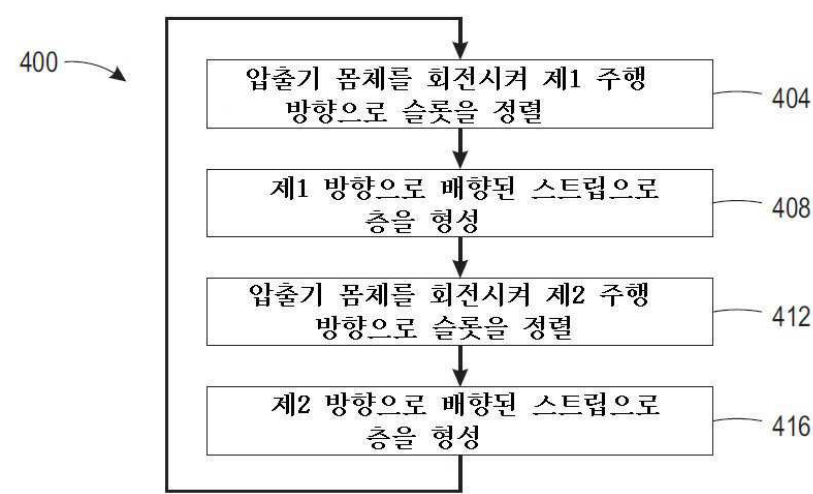 400
압출기 몸체를 회전시켜 제1 주행
방향으로 슬롯을 정렬
404
제1 방향으로 배향된 스트립으로
층을 형성
408
압출기 몸체를 회전시켜 제2 주행
방향으로 슬롯을 정렬
412
제2 방향으로 배향된 스트립으로
층을 형성
416